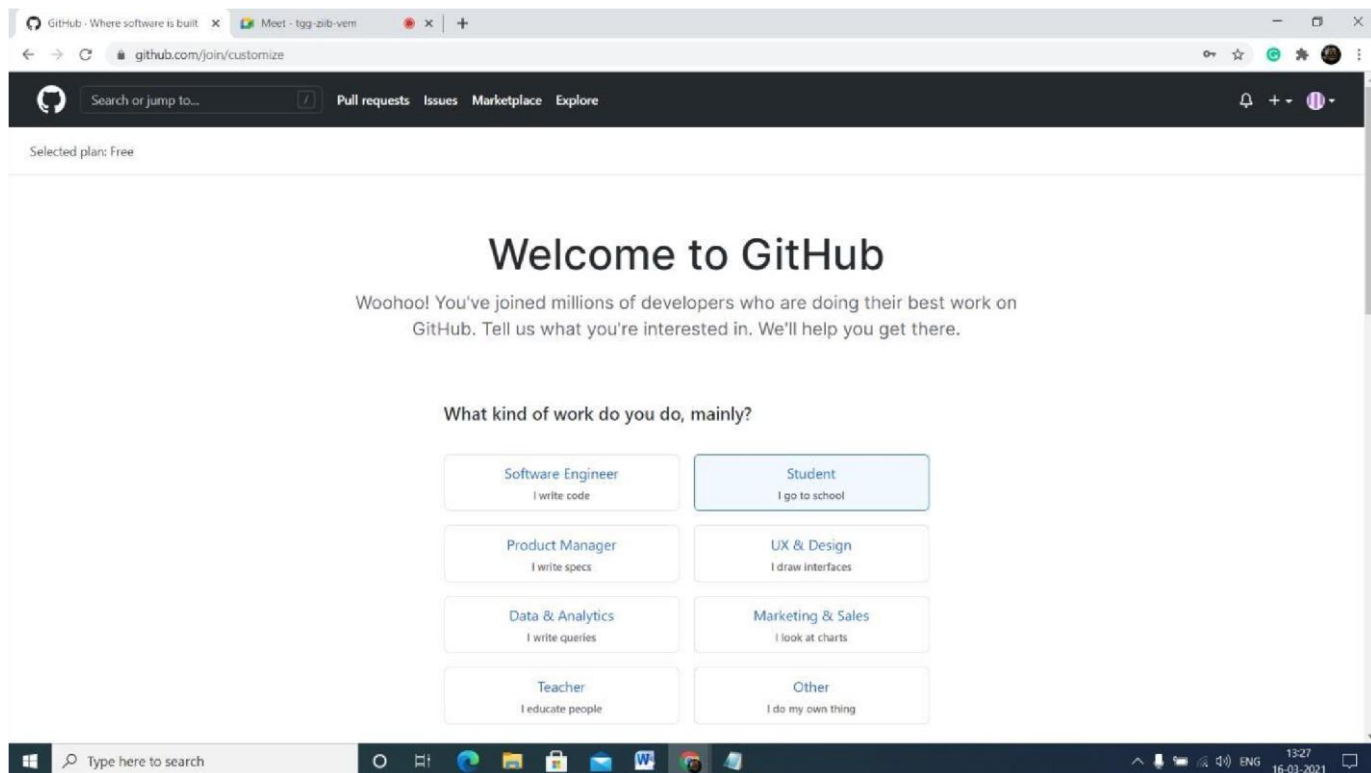 GitHub · Where software is built
Meet - tgg-ziib-vem
github.com/join/customize
Search or jump to...
/
Pull requests Issues Marketplace Explore
Selected plan: Free
Welcome to GitHub
Woohoo! You've joined millions of developers who are doing their best work on
GitHub. Tell us what you're interested in. We'll help you get there.
What kind of work do you do, mainly?
Software Engineer
I write code
Student
I go to school
Product Manager
I write specs
UX & Design
I draw interfaces
Data & Analytics
I write queries
Marketing & Sales
I look at charts
Teacher
I educate people
Other
I do my own thing
Type here to search
ENG
13:27
16-03-2021